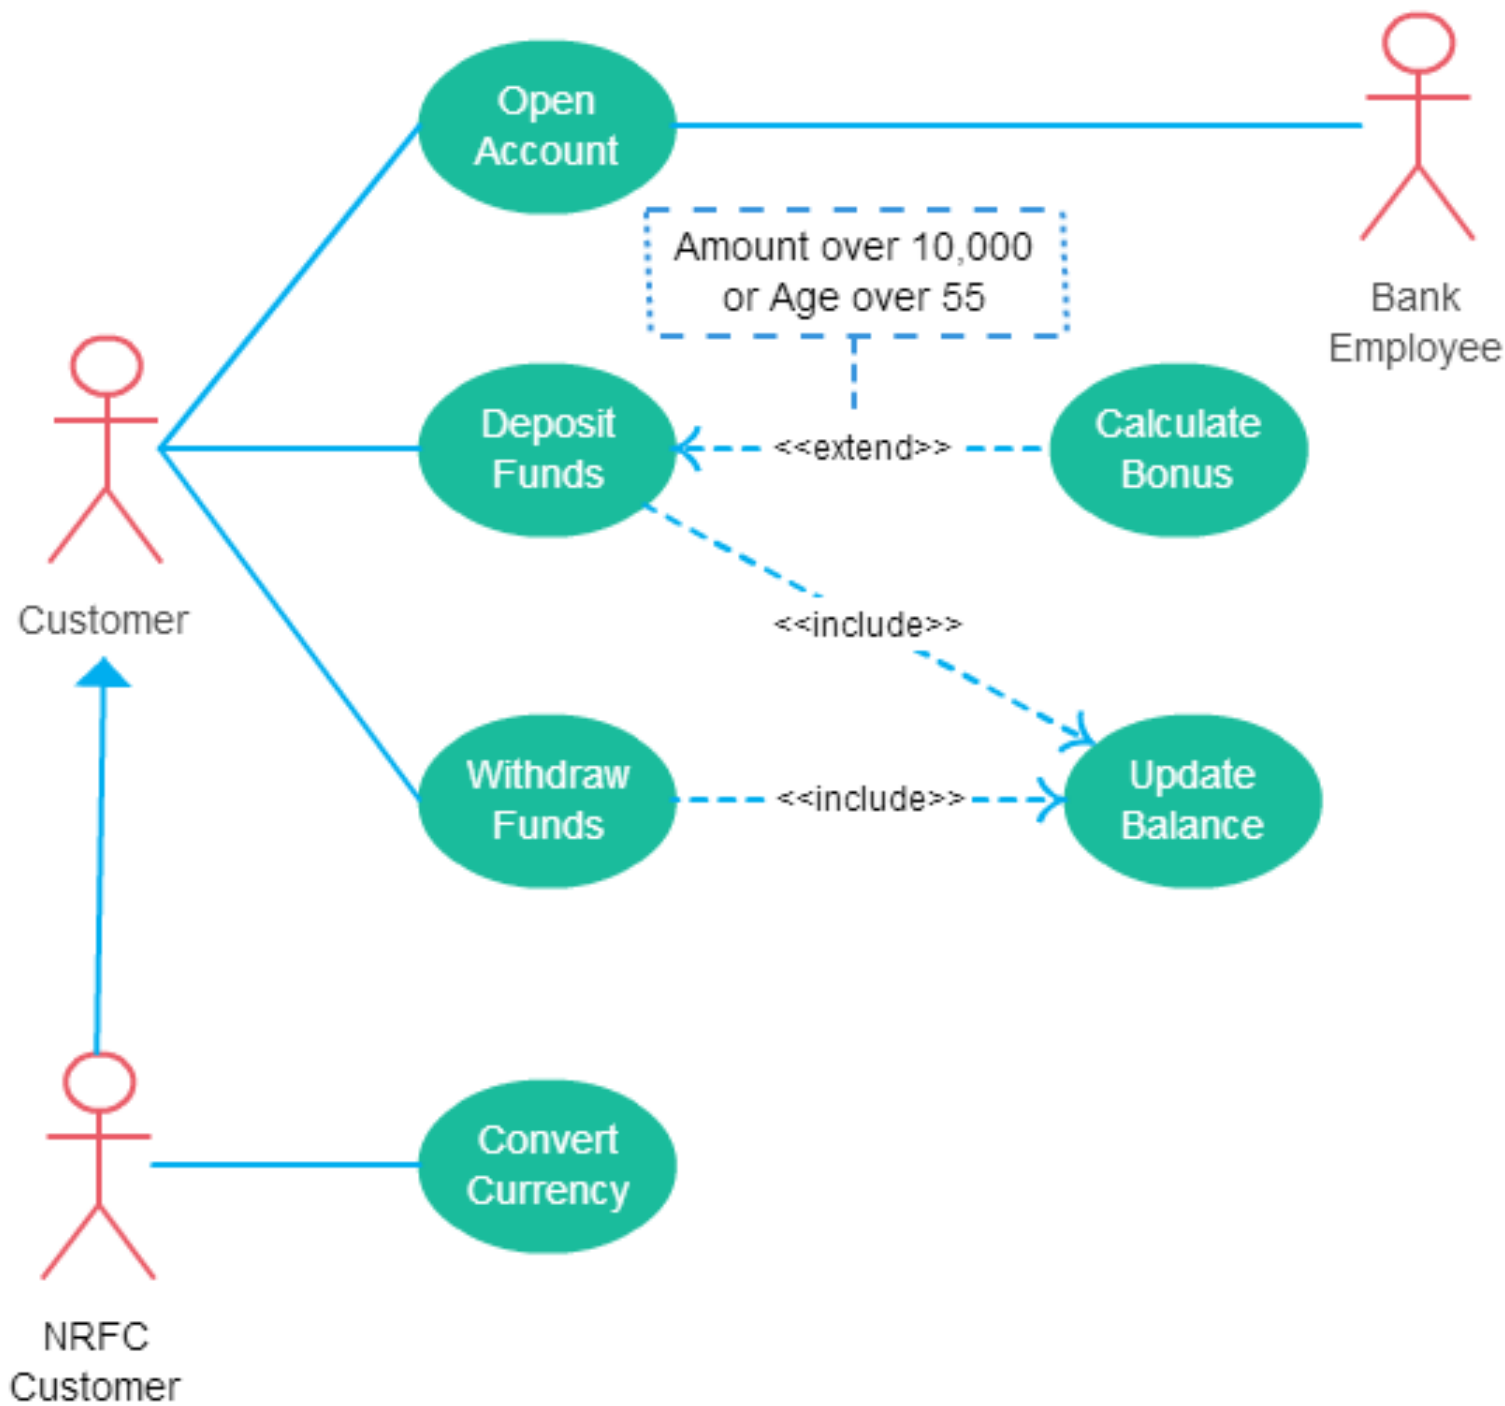 Open
Account
Amount over 10,000
or Age over 55
Bank
Employee
Deposit
Funds
<<extend>>
Calculate
Bonus
Customer
<<include>>
Withdraw
Funds
<<include>>
Update
Balance
Convert
Currency
NRFC
Customer